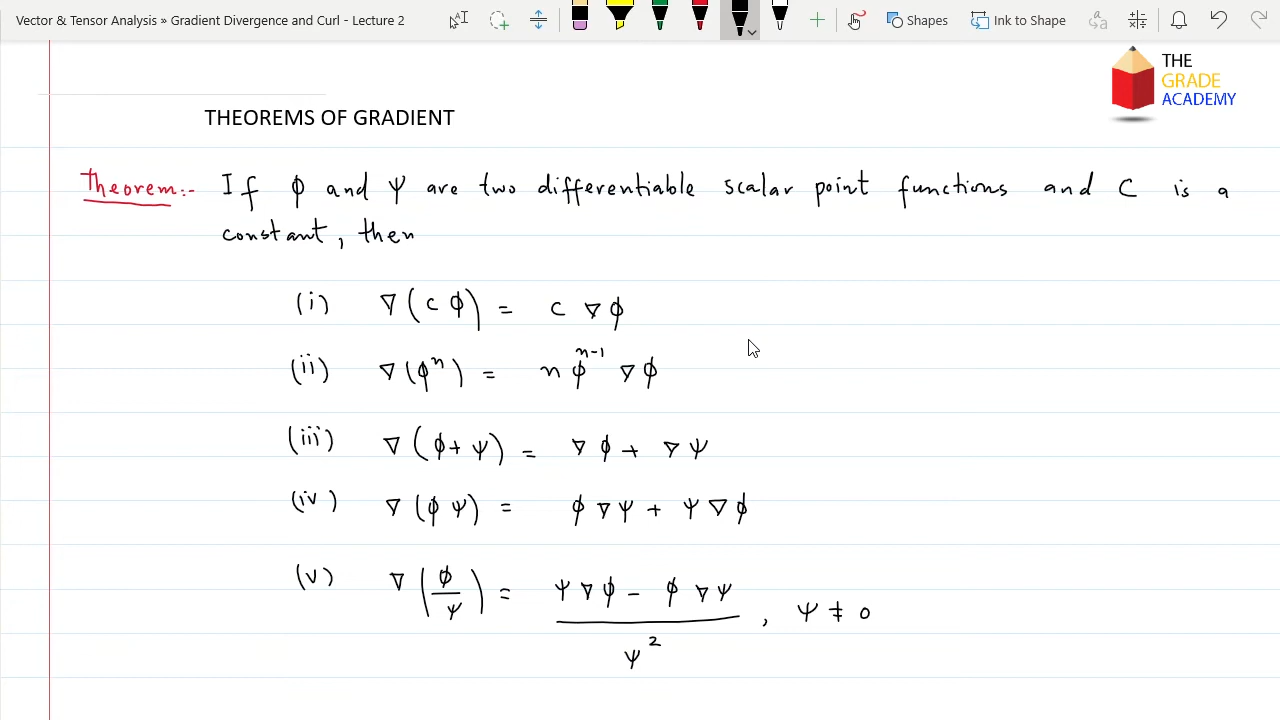 Vector & Tensor Analysis » Gradient Divergence and Curl - Lecture 2
Shapes
Ink to Shape
THE
GRADE
ACADEMY
THEOREMS OF GRADIENT
Theorem:- If φ and ψ are two differentiable scalar point functions and C is a
constant, then
(i) ∇(c φ) = c ∇φ
(ii) ∇(φⁿ) = n φⁿ⁻¹ ∇φ
(iii) ∇(φ + ψ) = ∇φ + ∇ψ
(iv) ∇(φ ψ) = φ∇ψ + ψ∇φ
(v) ∇(φ/ψ) = (ψ∇φ - φ∇ψ)/ψ², ψ ≠ 0